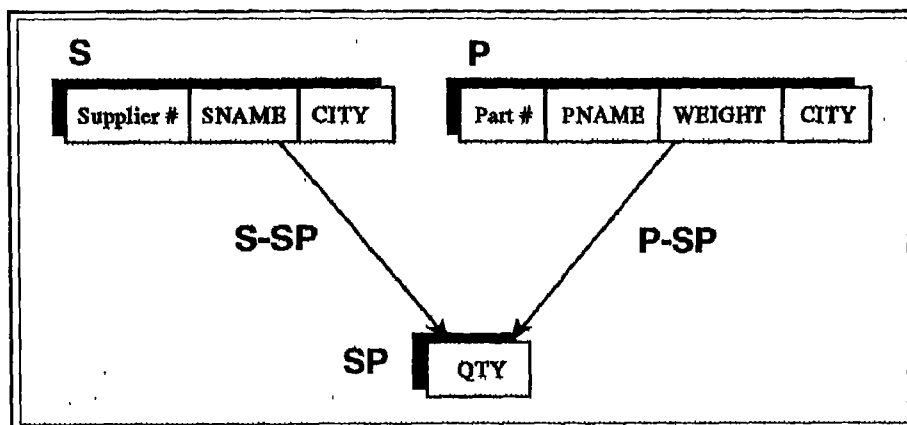 S P
Supplier # SNAME CITY Part # PNAME WEIGHT CITY
S-SP P-SP
SP QTY